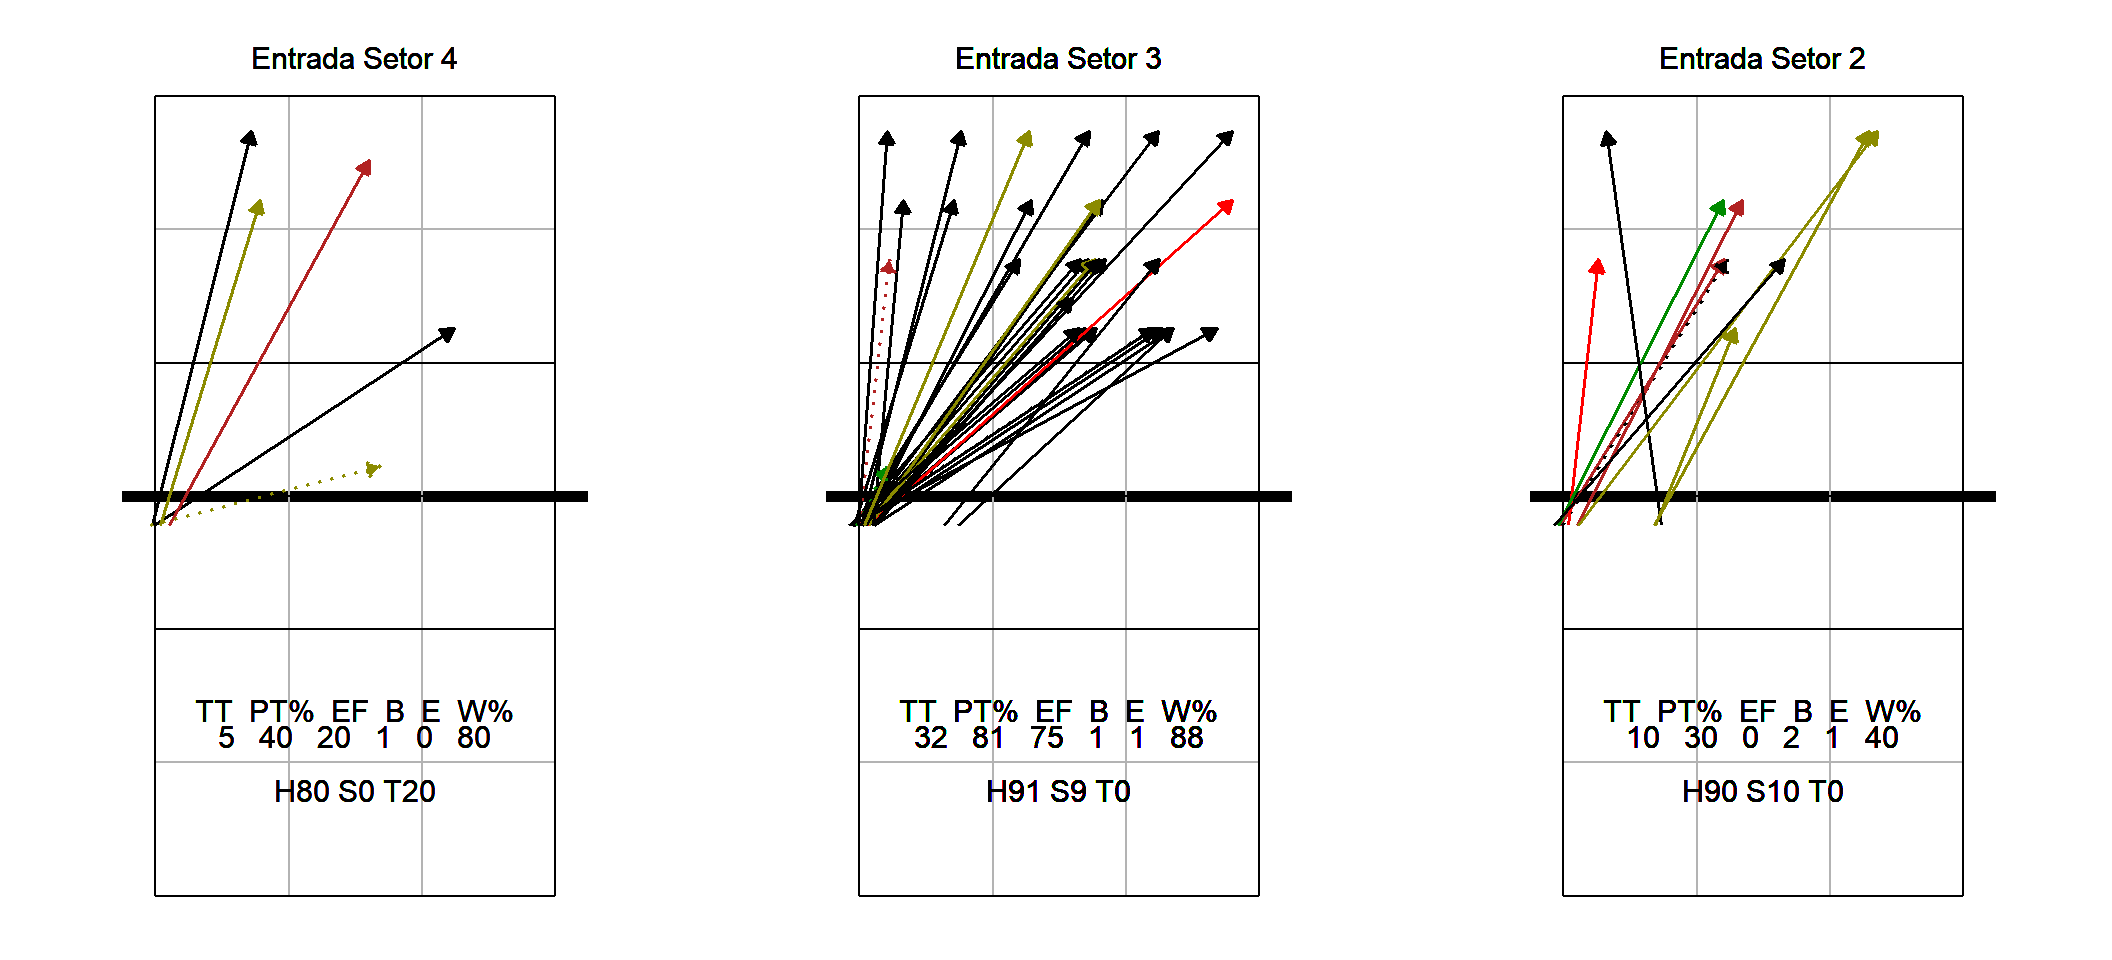 Entrada Setor 4
TT PT% EF B E W%
5 40 20 1 0 80
H80 S0 T20
Entrada Setor 3
TT PT% EF B E W%
32 81 75 1 1 88
H91 S9 T0
Entrada Setor 2
TT PT% EF B E W%
10 30 0 2 1 40
H90 S10 T0